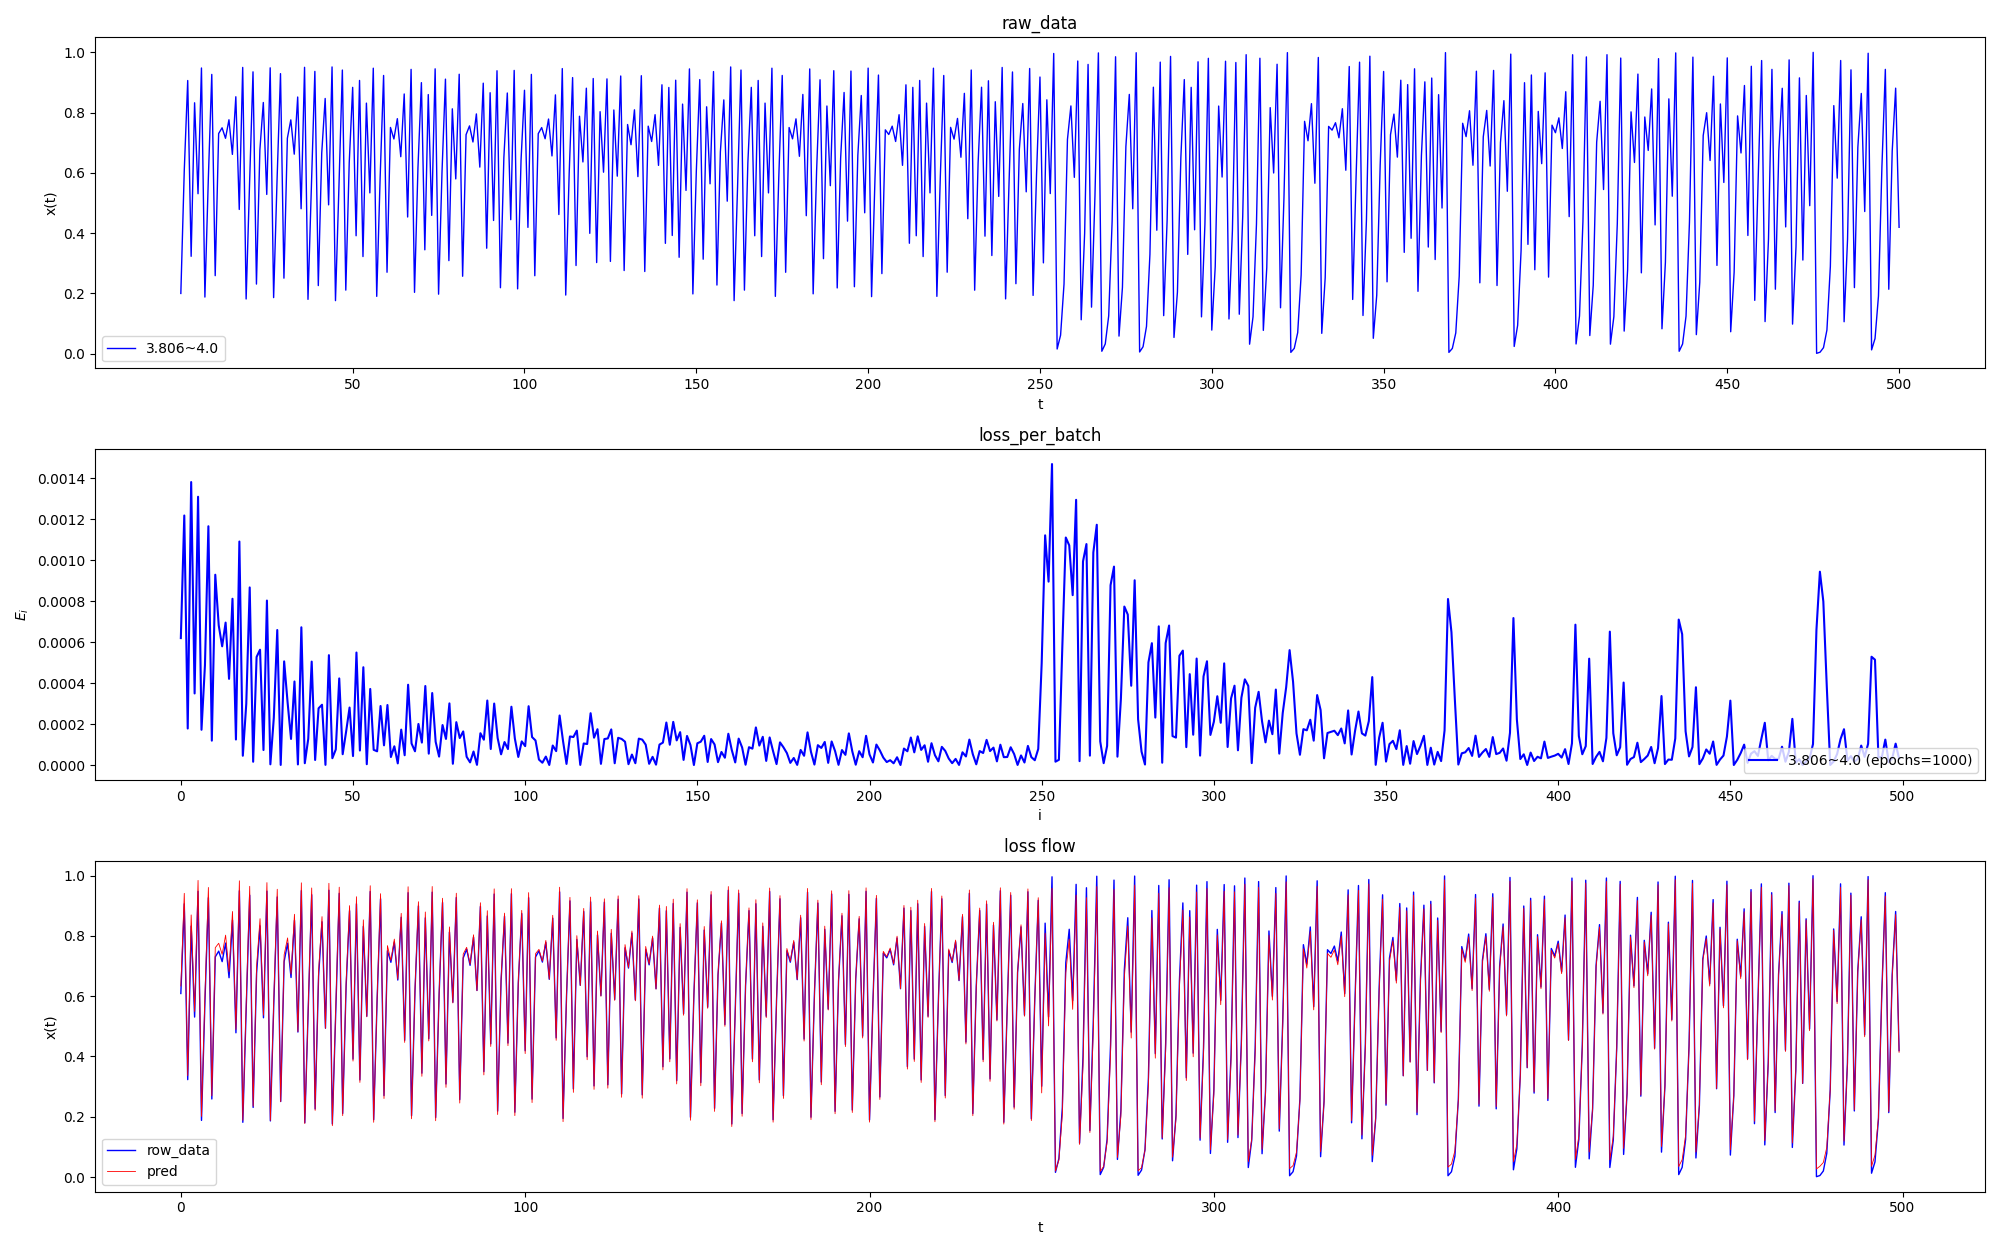 raw_data
x(t)
1.0
0.8
0.6
0.4
0.2
0.0
3.806~4.0
50 100 150 200 250 300 350 400 450 500
t
loss_per_batch
E_i
0.0014
0.0012
0.0010
0.0008
0.0006
0.0004
0.0002
0.0000
3.806~4.0 (epochs=1000)
0 50 100 150 200 250 300 350 400 450 500
i
loss flow
x(t)
1.0
0.8
0.6
0.4
0.2
0.0
row_data
pred
0 100 200 300 400 500
t